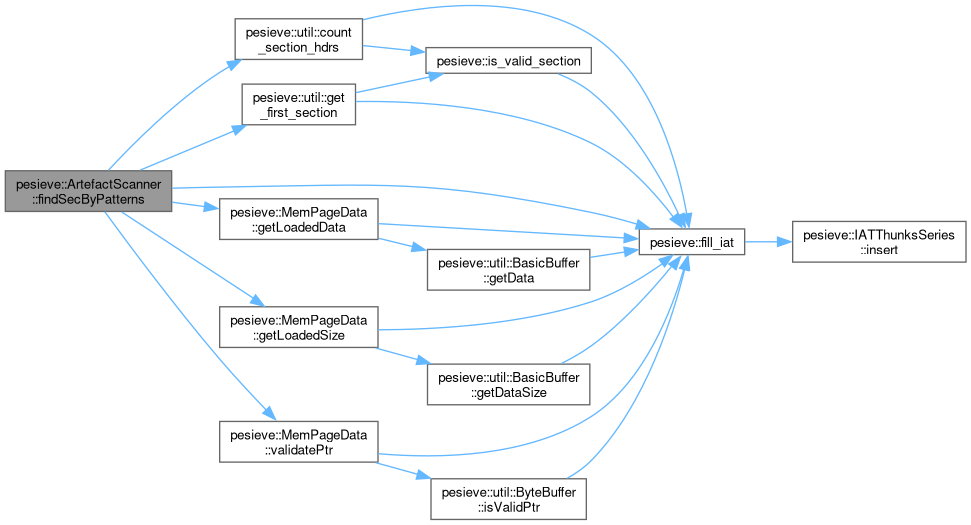 pesieve::util::count
_section_hdrs
pesieve::is_valid_section
pesieve::util::get
_first_section
pesieve::ArtefactScanner
::findSecByPatterns
pesieve::MemPageData
::getLoadedData
pesieve::fill_iat
pesieve::IATThunksSeries
::insert
pesieve::util::BasicBuffer
::getData
pesieve::MemPageData
::getLoadedSize
pesieve::util::BasicBuffer
::getDataSize
pesieve::MemPageData
::validatePtr
pesieve::util::ByteBuffer
::isValidPtr